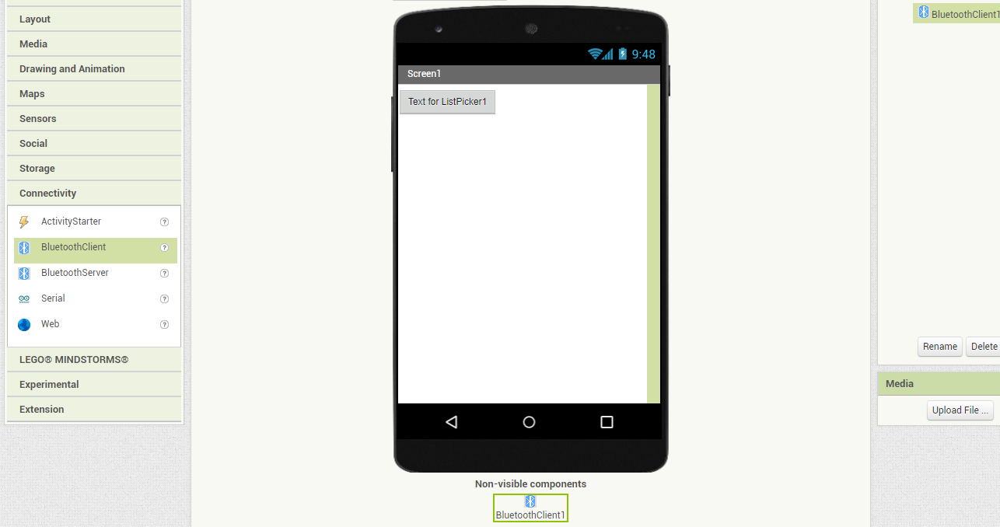 Layout
Media
Drawing and Animation
Maps
Sensors
Social
Storage
Connectivity
ActivityStarter ?
BluetoothClient ?
BluetoothServer ?
Serial ?
Web ?
LEGO® MINDSTORMS®
Experimental
Extension
9:48
Screen1
Text for ListPicker1
Non-visible components
BluetoothClient1
BluetoothClient1
Rename Delete
Media
Upload File ...